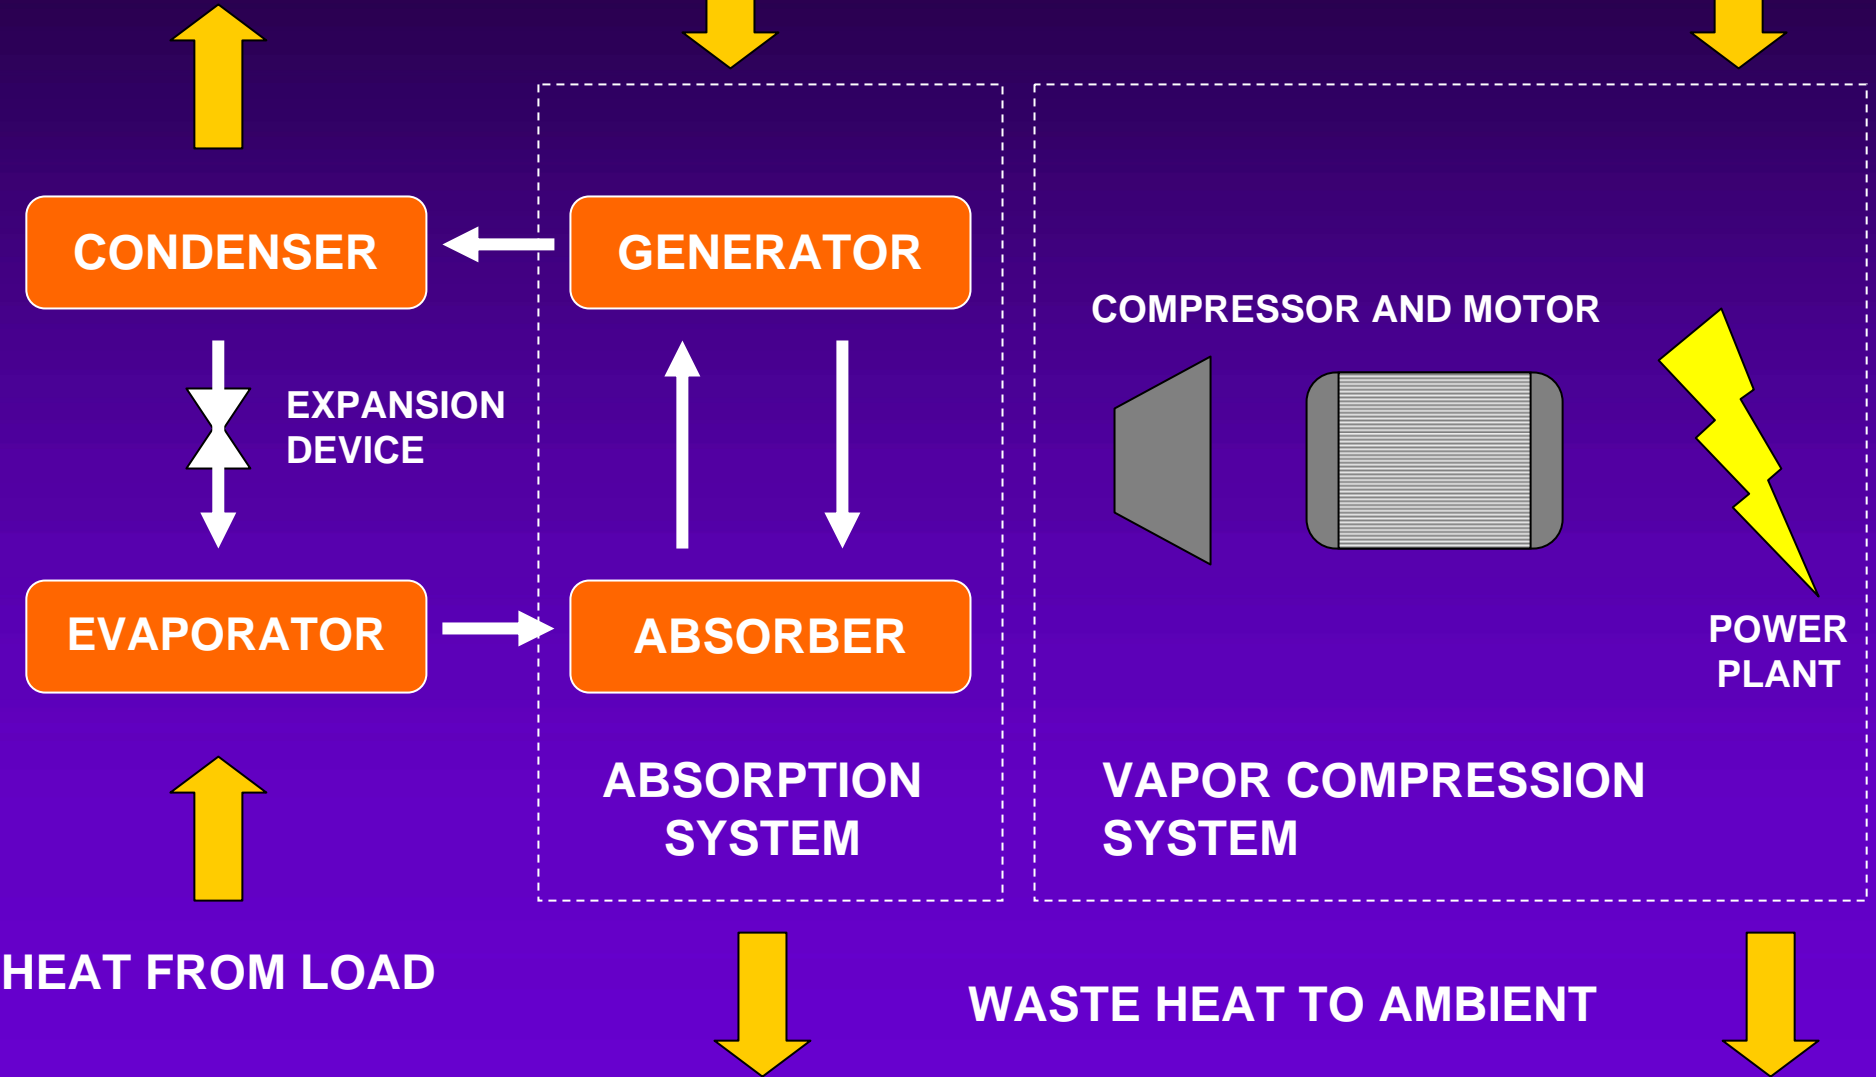 CONDENSER
GENERATOR
COMPRESSOR AND MOTOR
EXPANSION
DEVICE
EVAPORATOR
ABSORBER
POWER
PLANT
ABSORPTION
SYSTEM
VAPOR COMPRESSION
SYSTEM
HEAT FROM LOAD
WASTE HEAT TO AMBIENT